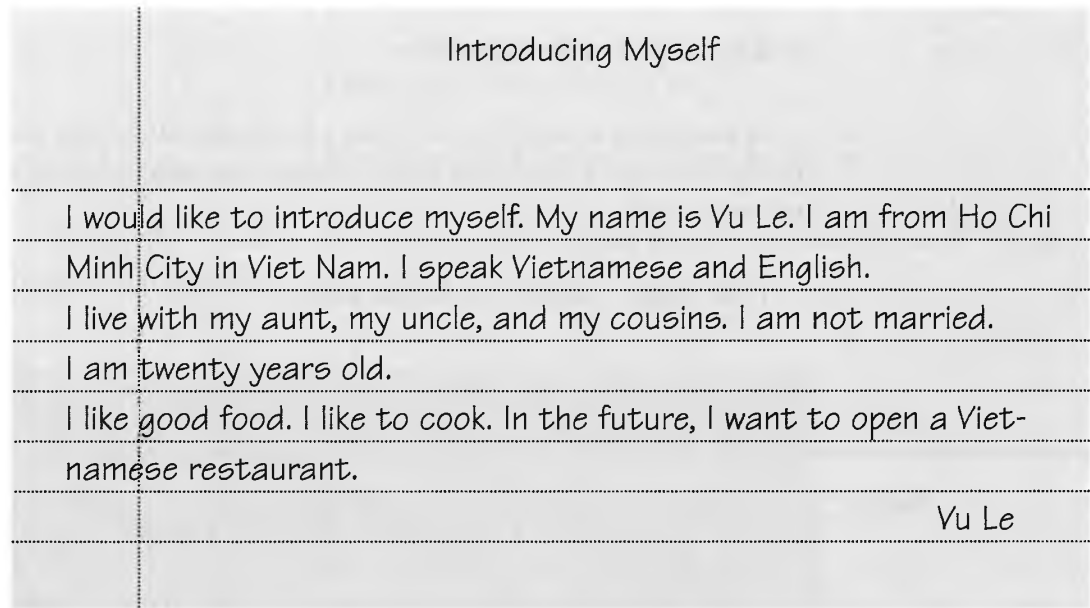 Introducing Myself
I would like to introduce myself. My name is Vu Le. I am from Ho Chi
Minh City in Viet Nam. I speak Vietnamese and English.
I live with my aunt, my uncle, and my cousins. I am not married.
I am twenty years old.
I like good food. I like to cook. In the future, I want to open a Viet-
namese restaurant.
Vu Le